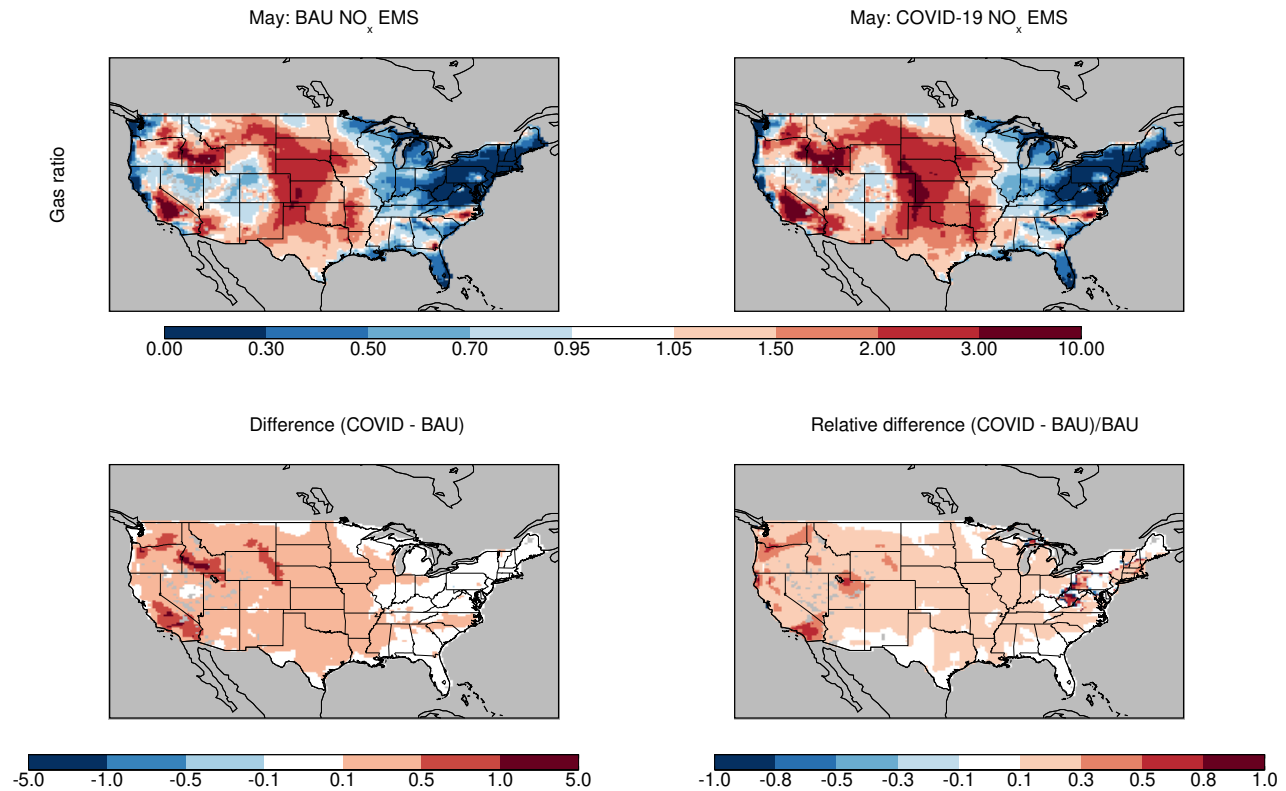 May: BAU NOx EMS
May: COVID-19 NOx EMS
Gas ratio
0.00 0.30 0.50 0.70 0.95 1.05 1.50 2.00 3.00 10.00
Difference (COVID - BAU)
Relative difference (COVID - BAU)/BAU
-5.0 -1.0 -0.5 -0.1 0.1 0.5 1.0 5.0
-1.0 -0.8 -0.5 -0.3 -0.1 0.1 0.3 0.5 0.8 1.0